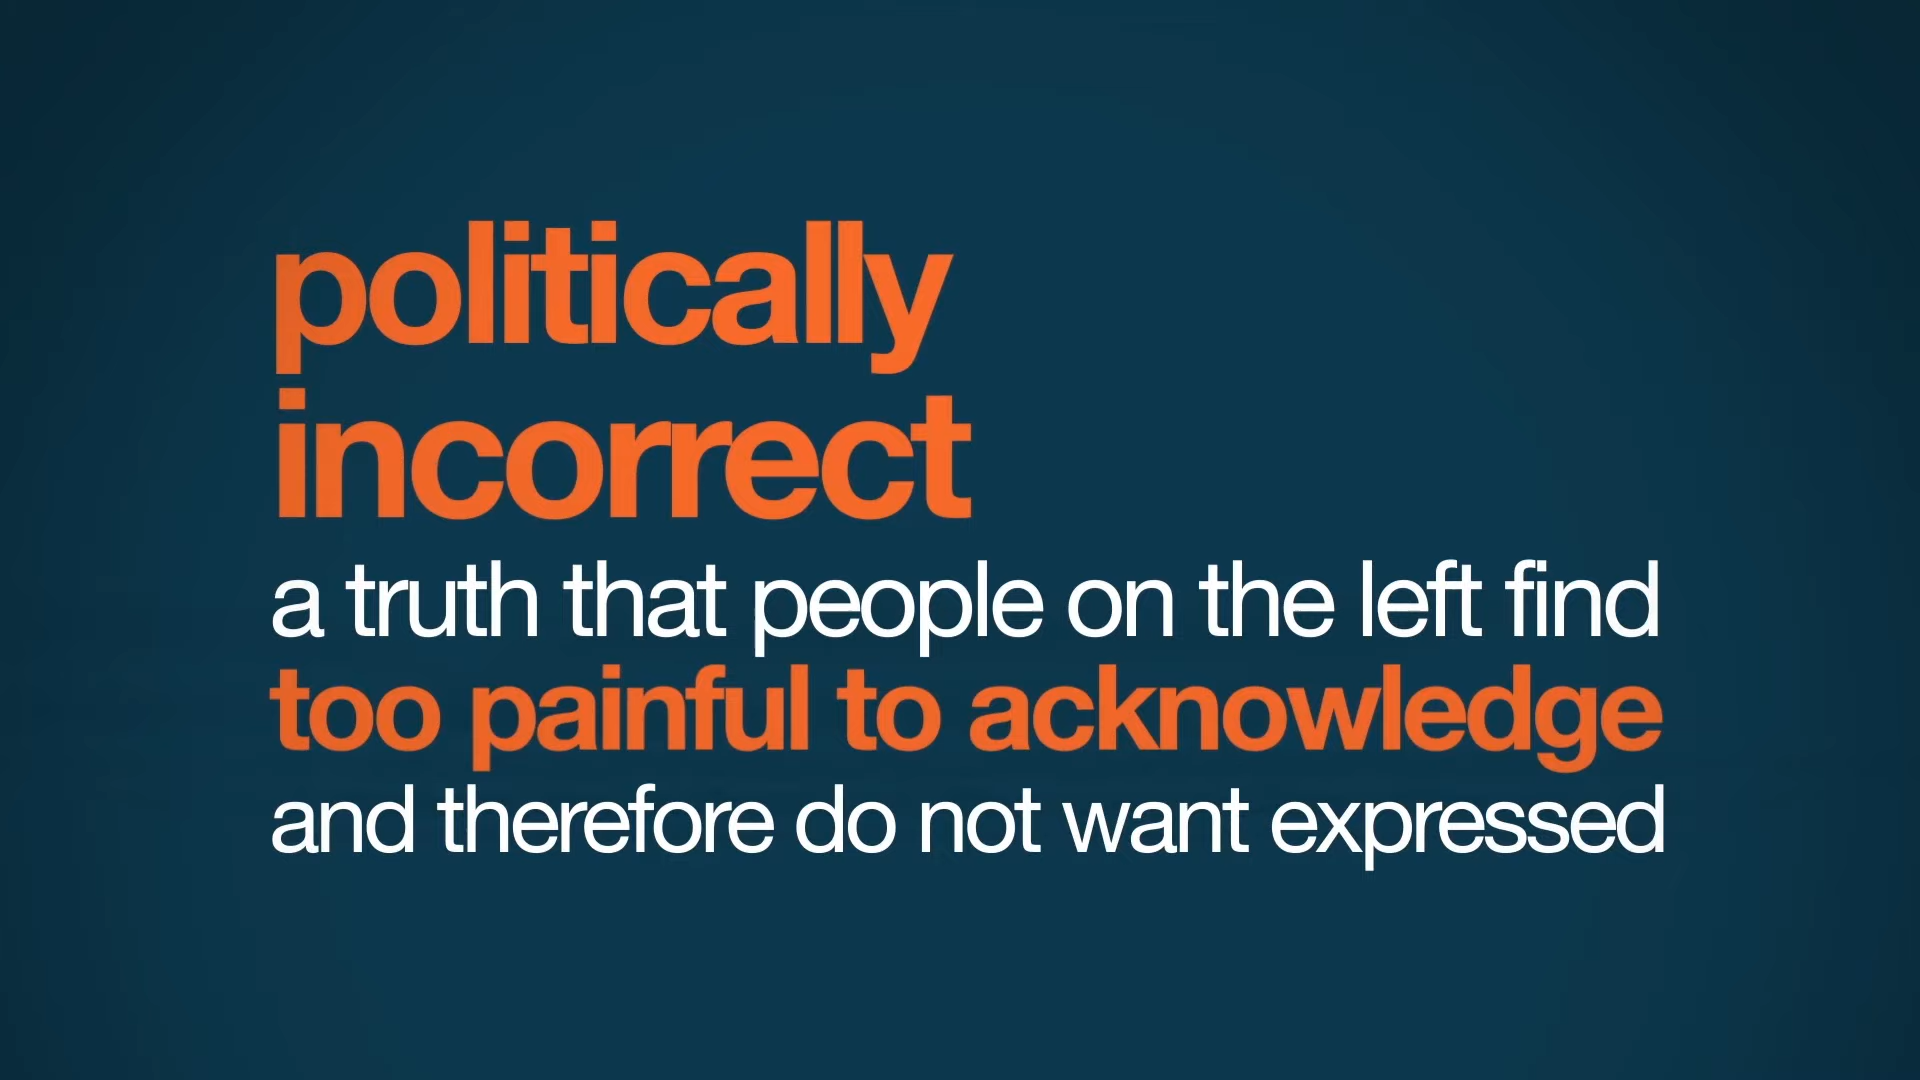 politically
incorrect
a truth that people on the left find
too painful to acknowledge
and therefore do not want expressed